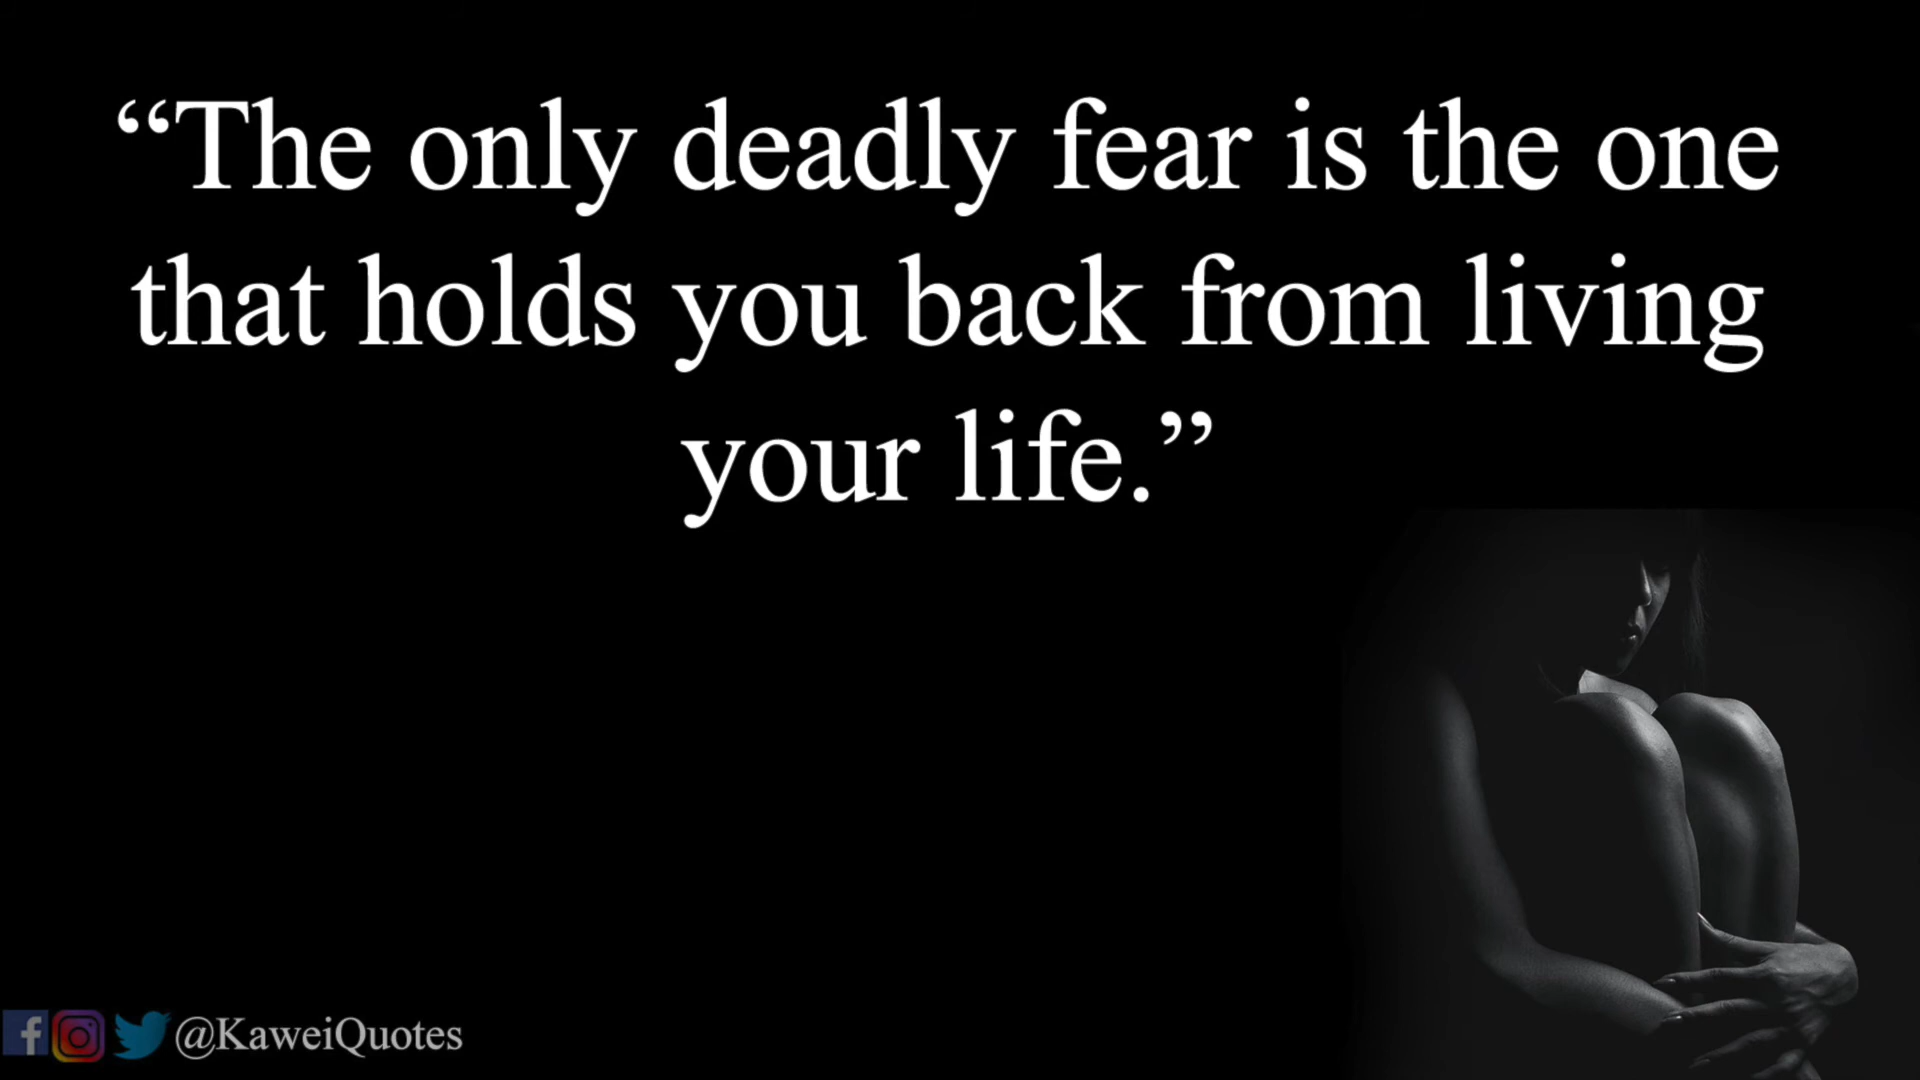 “The only deadly fear is the one
that holds you back from living
your life.”
@KaweiQuotes